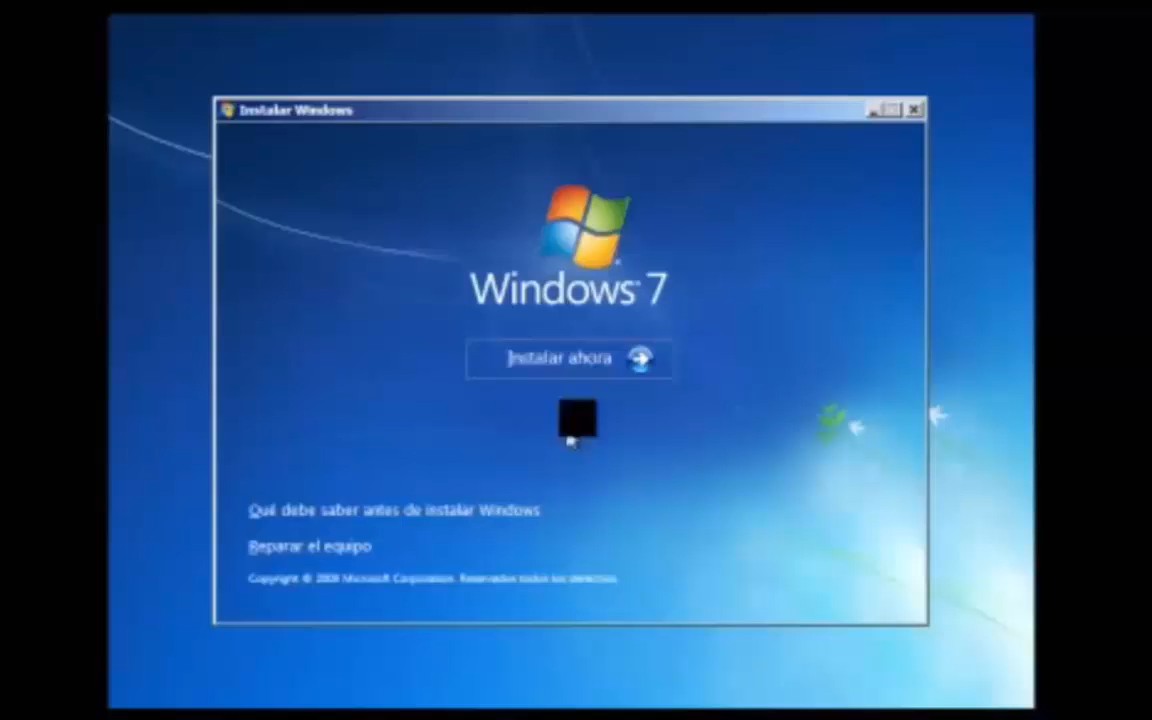 Instalar Windows
Windows 7
Instalar ahora
Qué debe saber antes de instalar Windows
Reparar el equipo
Copyright © 2009 Microsoft Corporation. Reservados todos los derechos.